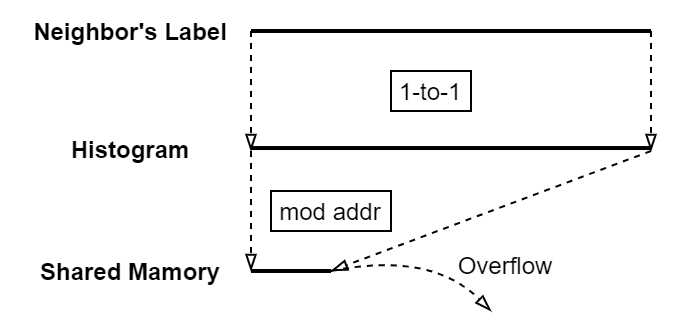 Neighbor's Label
1-to-1
Histogram
mod addr
Shared Mamory
Overflow